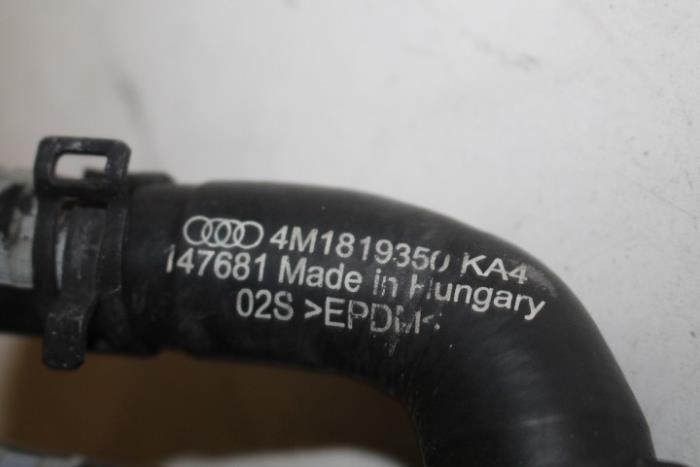 4M1819350 KA4
147681 Made in Hungary
02S >EPDM<